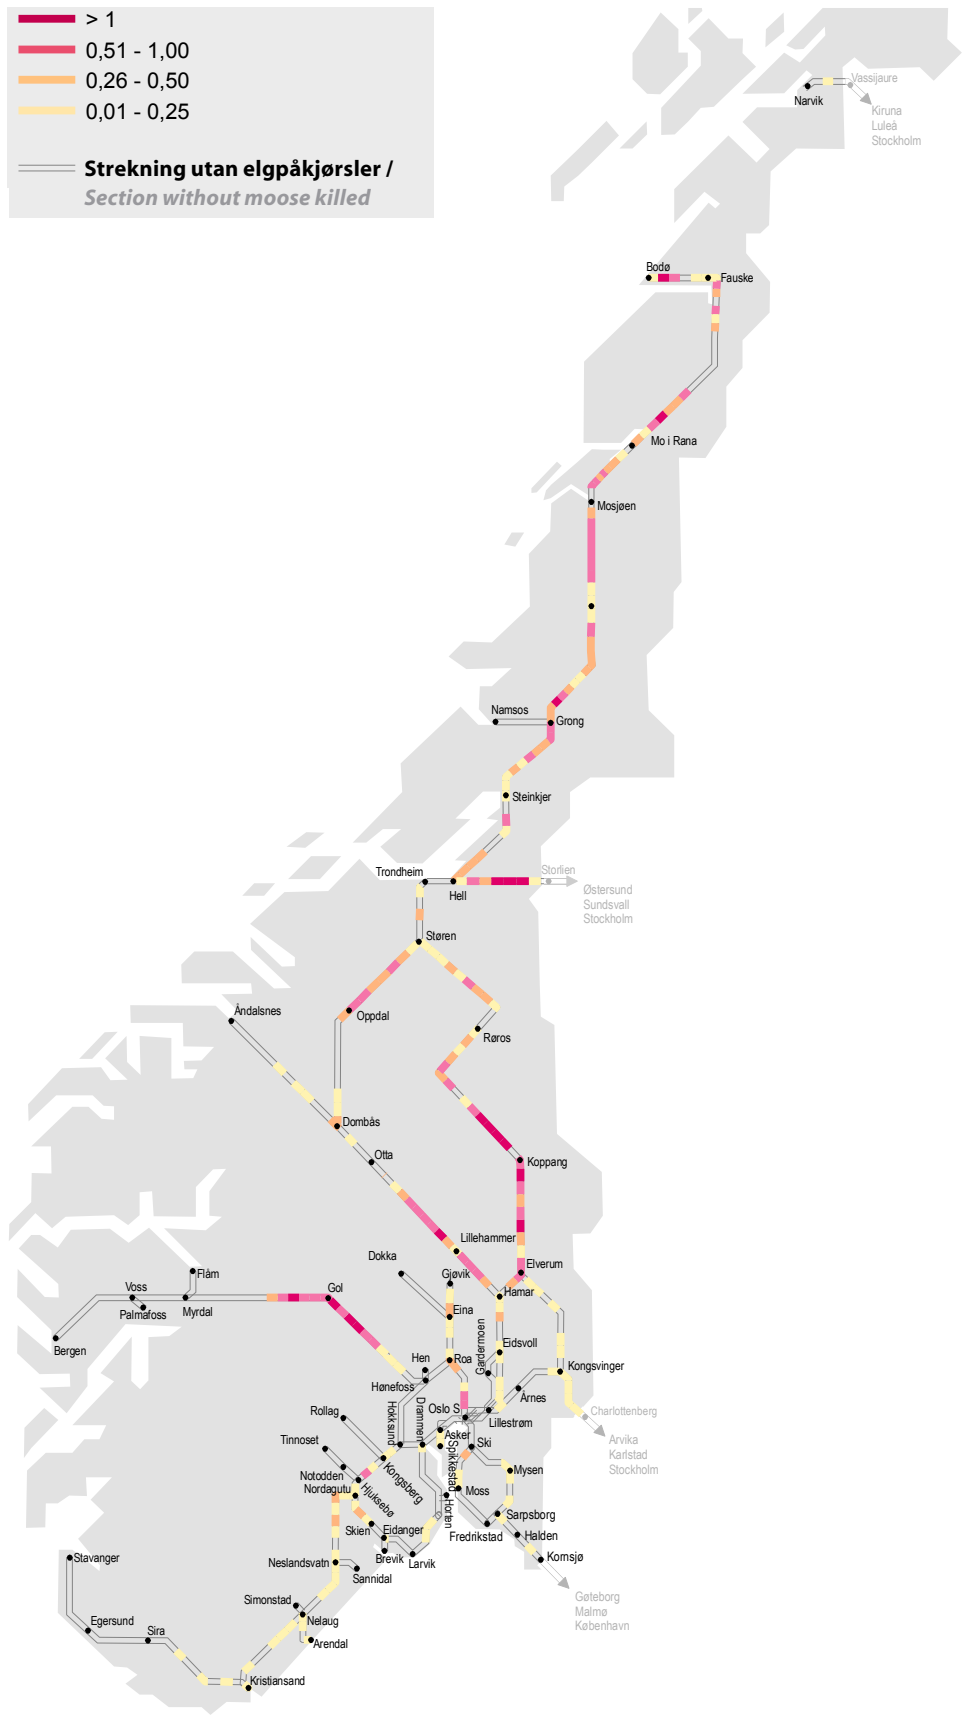 > 1
0,51 - 1,00
0,26 - 0,50
0,01 - 0,25
Strekning utan elgpåkjørsler /
Section without moose killed
Vassijaure
Narvik
Kiruna
Luleå
Stockholm
Bodø
Fauske
Mo i Rana
Mosjøen
Namsos
Grong
Steinkjer
Trondheim
Storlien
Hell
Østersund
Sundsvall
Stockholm
Støren
Åndalsnes
Oppdal
Røros
Dombås
Otta
Koppang
Lillehammer
Dokka
Elverum
Flåm
Gjøvik
Voss
Gol
Hamar
Palmafoss
Myrdal
Eina
Bergen
Gardermoen
Eidsvoll
Hen
Roa
Kongsvinger
Hønefoss
Årnes
Rollag
Hokksund
Drammen
Oslo S
Lillestrøm
Charlottenberg
Asker
Arvika
Karlstad
Stockholm
Tinnoset
Spikkestad
Ski
Kongsberg
Mysen
Notodden
Nordagutu
Hjuksebø
Moss
Horten
Sarpsborg
Skien
Eidanger
Fredrikstad
Halden
Stavanger
Neslandsvatn
Brevik
Larvik
Kornsjø
Sannidal
Simonstad
Gøteborg
Malmø
København
Nelaug
Egersund
Sira
Arendal
Kristiansand